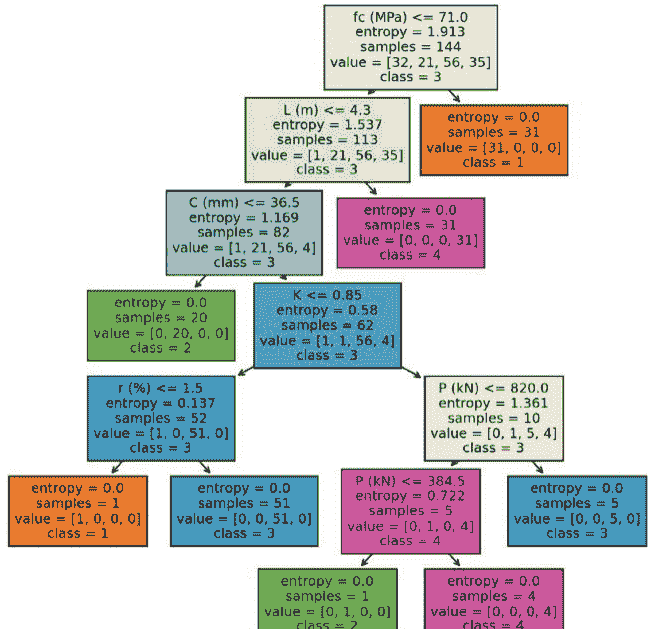 fc (MPa) <= 71.0
entropy = 1.913
samples = 144
value = [32, 21, 56, 35]
class = 3
L (m) <= 4.3
entropy = 1.537
samples = 113
value = [1, 21, 56, 35]
class = 3
entropy = 0.0
samples = 31
value = [31, 0, 0, 0]
class = 1
C (mm) <= 36.5
entropy = 1.169
samples = 82
value = [1, 21, 56, 4]
class = 3
entropy = 0.0
samples = 31
value = [0, 0, 0, 31]
class = 4
entropy = 0.0
samples = 20
value = [0, 20, 0, 0]
class = 2
K <= 0.85
entropy = 0.58
samples = 62
value = [1, 1, 56, 4]
class = 3
r (%) <= 1.5
entropy = 0.137
samples = 52
value = [1, 0, 51, 0]
class = 3
P (kN) <= 820.0
entropy = 1.361
samples = 10
value = [0, 1, 5, 4]
class = 3
entropy = 0.0
samples = 1
value = [1, 0, 0, 0]
class = 1
entropy = 0.0
samples = 51
value = [0, 0, 51, 0]
class = 3
P (kN) <= 384.5
entropy = 0.722
samples = 5
value = [0, 1, 0, 4]
class = 4
entropy = 0.0
samples = 5
value = [0, 0, 5, 0]
class = 3
entropy = 0.0
samples = 1
value = [0, 1, 0, 0]
class = 2
entropy = 0.0
samples = 4
value = [0, 0, 0, 4]
class = 4